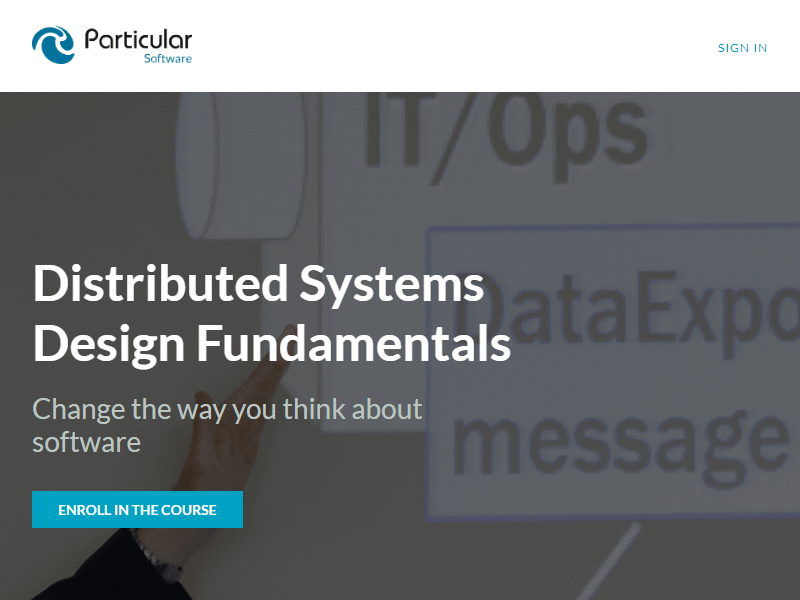 Particular
Software
SIGN IN
IT/Ops
Distributed Systems
DataExpo
Design Fundamentals
Change the way you think about
software
message
ENROLL IN THE COURSE